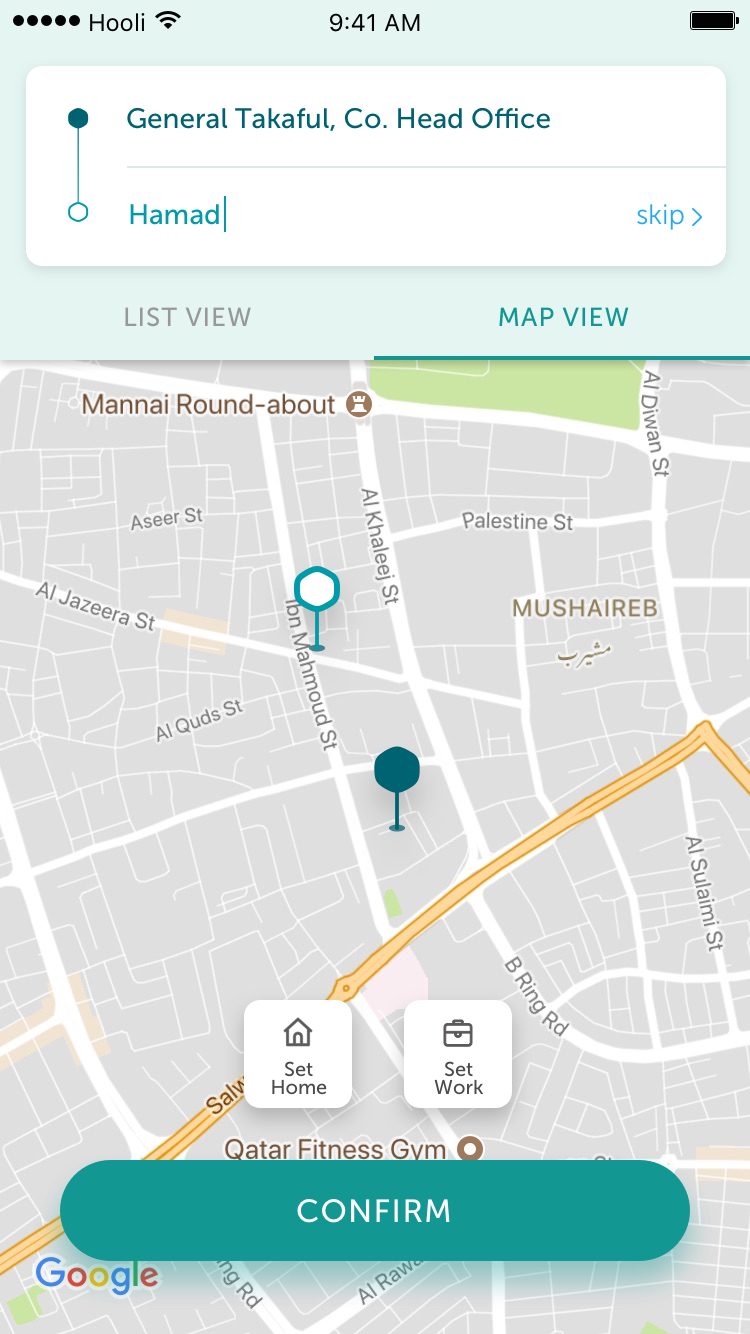 Hooli
9:41 AM
General Takaful, Co. Head Office
Hamad
skip
LIST VIEW
MAP VIEW
Mannai Round-about
Al Diwan St
Aseer St
Al Khaleej St
Palestine St
Al Jazeera St
Ibn Mahmoud St
MUSHAIREB
مشيرب
Al Quds St
Al Sulaimi St
B Ring Rd
Set
Home
Set
Work
Salw
Qatar Fitness Gym
St
CONFIRM
Google
ng Rd
Al Rawa